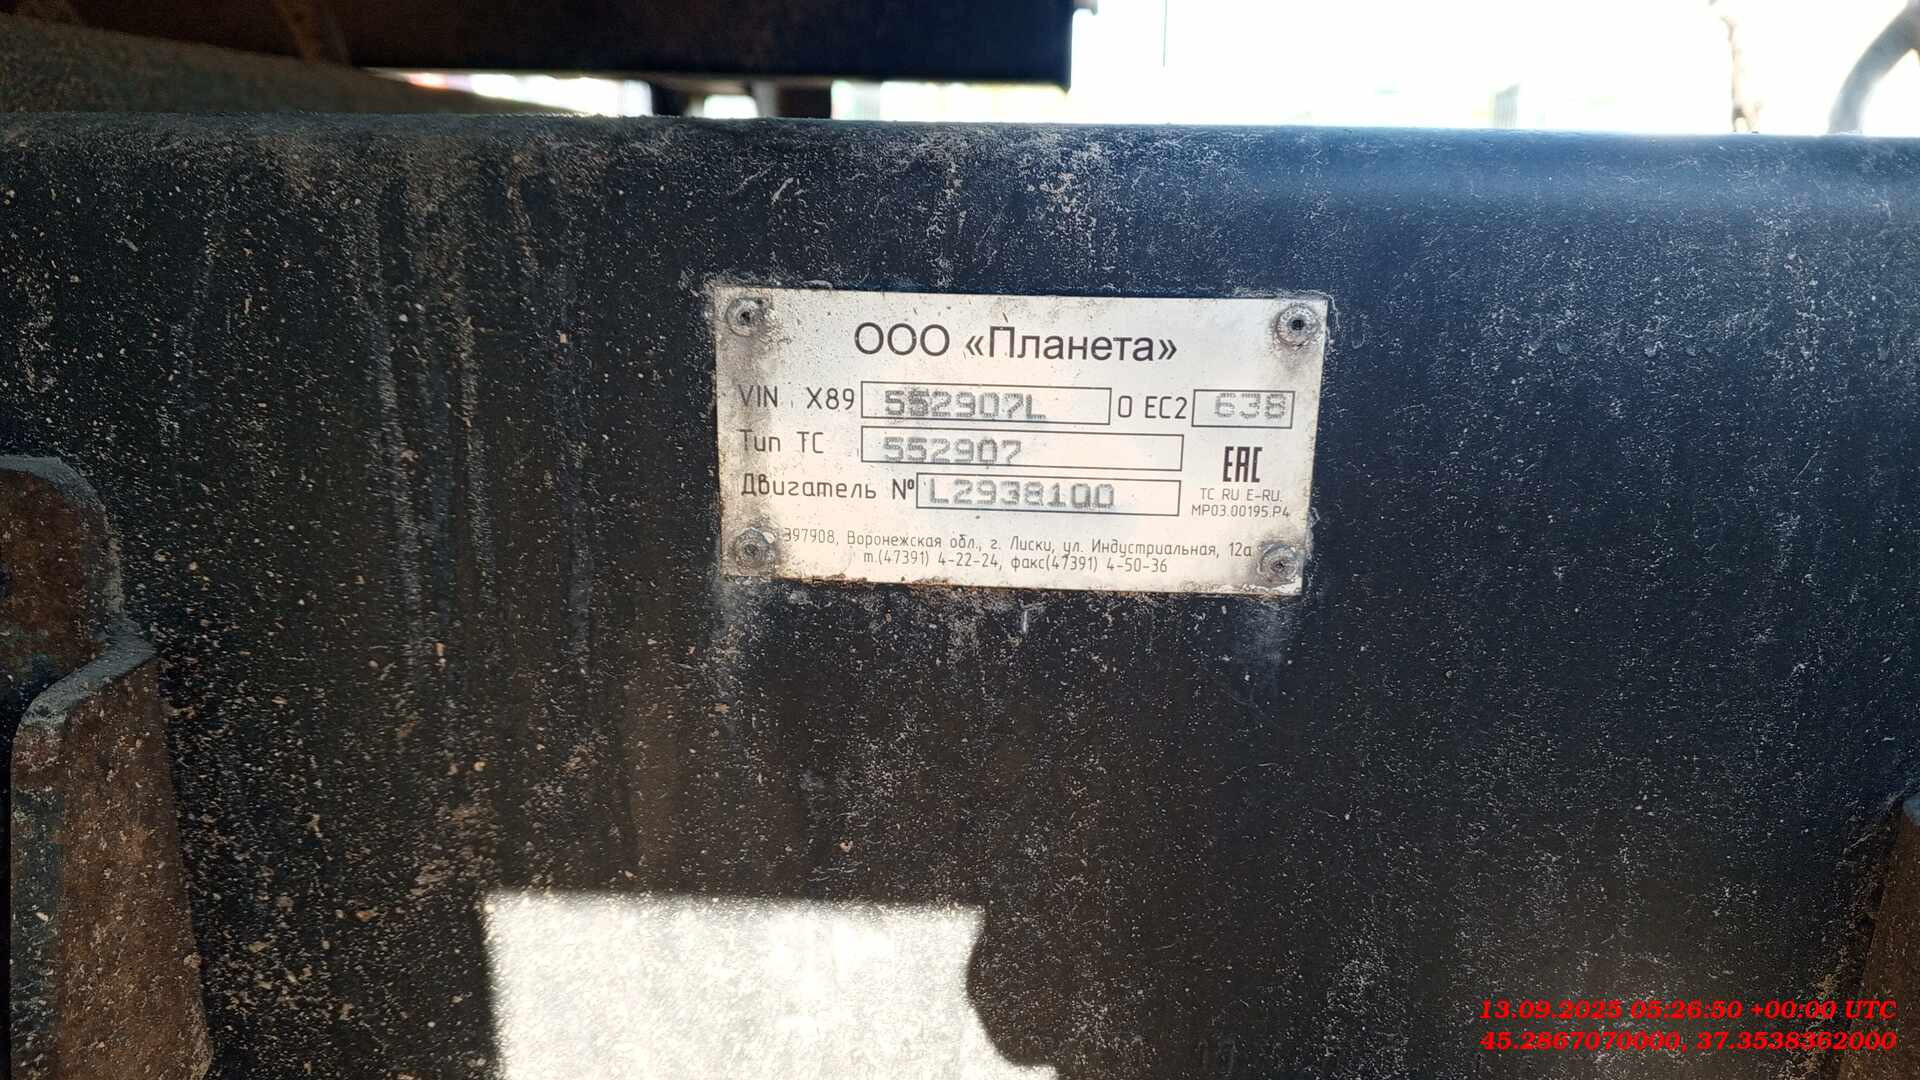 ООО «Планета»
VIN X89 552907L 0 EC2 638
Тип ТС 552907
Двигатель № L2938100
EAC
TC RU E-RU.
МР03.00195.Р4
397908, Воронежская обл., г. Лиски, ул. Индустриальная, 12а
т.(47391) 4-22-24, факс(47391) 4-50-36
13.09.2025 05:26:50 +00:00 UTC
45.2867070000, 37.3538362000